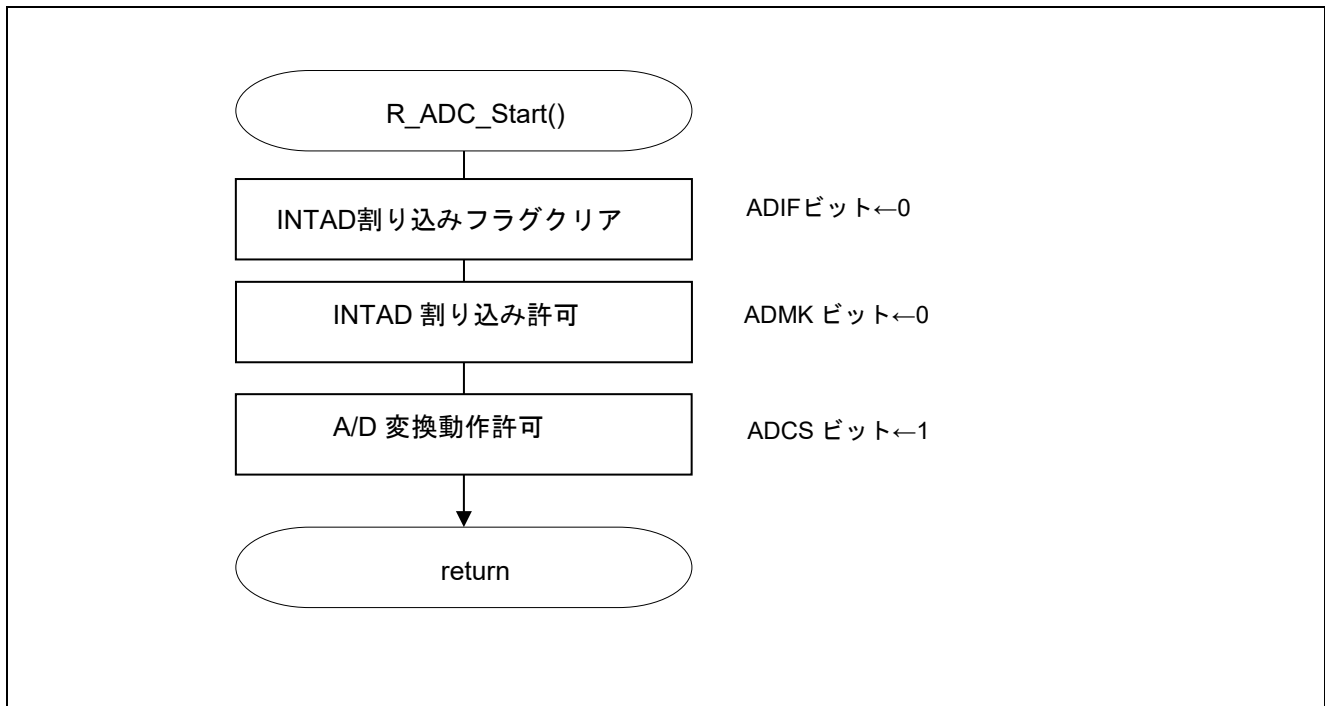 R_ADC_Start()
INTAD割り込みフラグクリア
ADIFビット←0
INTAD 割り込み許可
ADMK ビット←0
A/D 変換動作許可
ADCS ビット←1
return